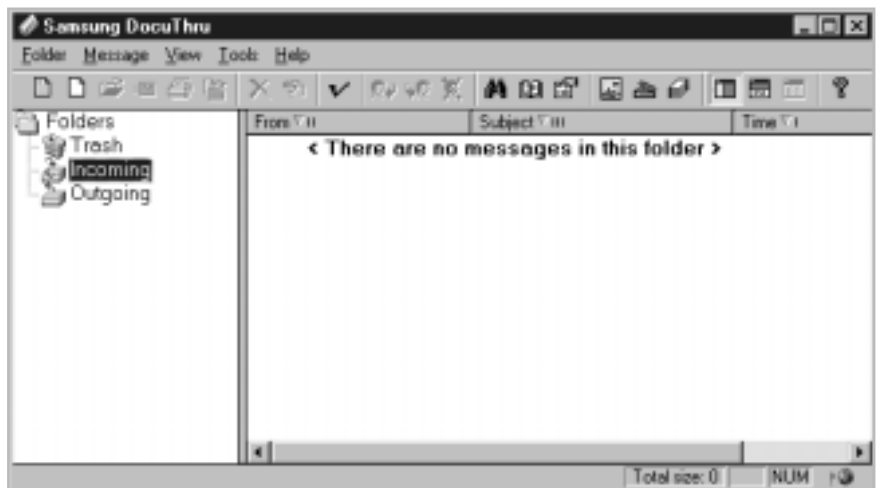 Samsung DocuThru
Folder Message View Tools Help
Folders
Trash
Incoming
Outgoing
From Subject Time
< There are no messages in this folder >
Total size: 0 NUM